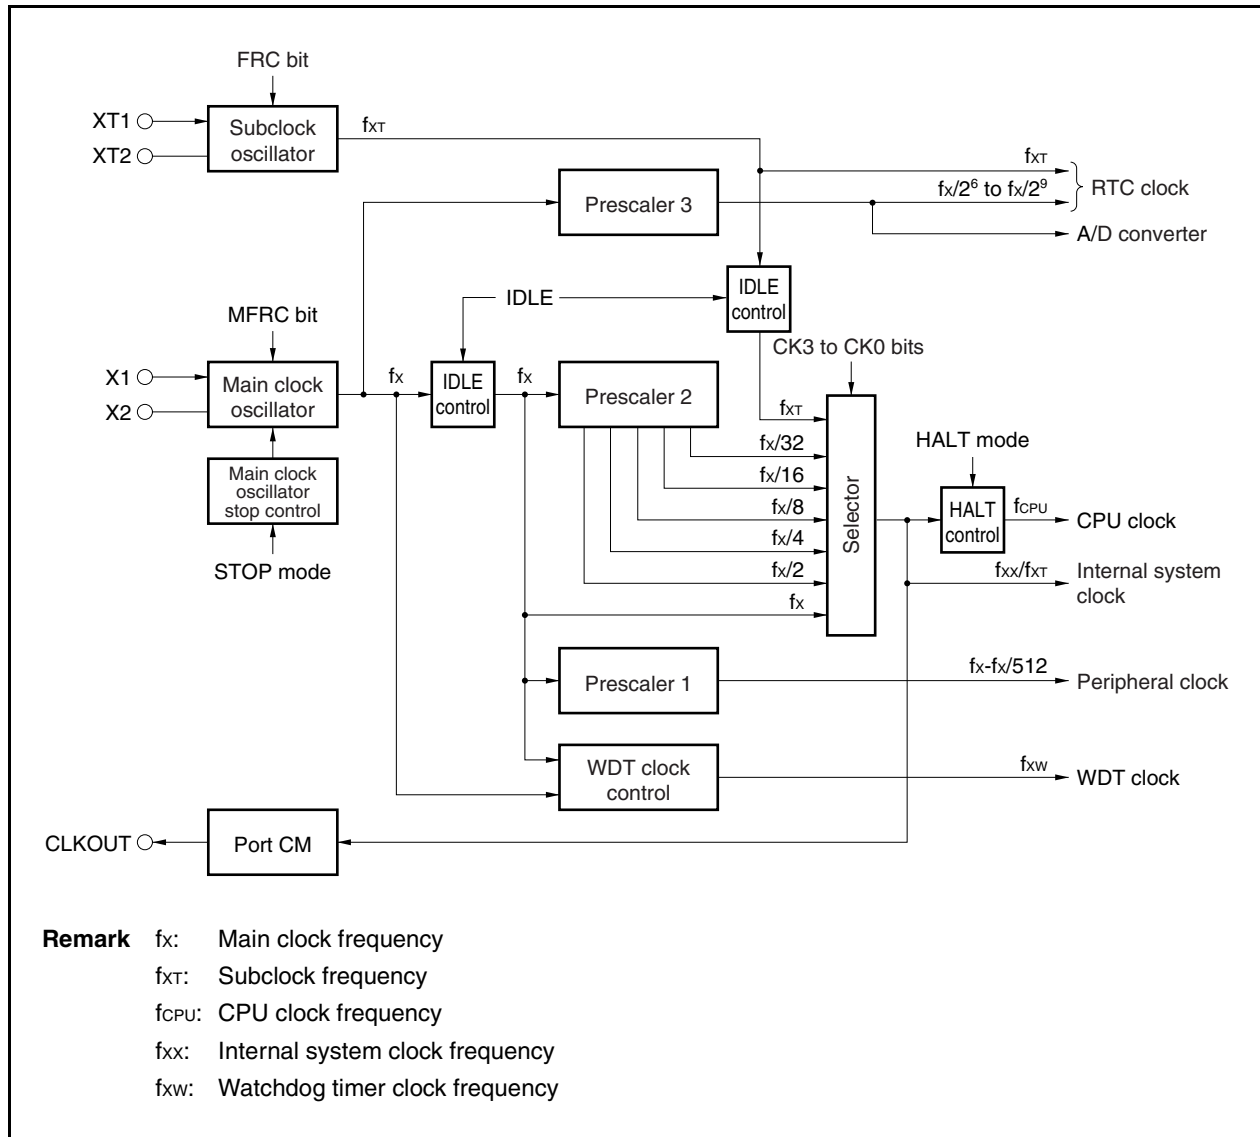 FRC bit
XT1
XT2
Subclock
oscillator
fXT
fXT
fX/2⁶ to fX/2⁹
RTC clock
Prescaler 3
A/D converter
IDLE
IDLE
control
MFRC bit
CK3 to CK0 bits
X1
X2
Main clock
oscillator
fX
IDLE
control
fX
Prescaler 2
fXT
fX/32
fX/16
fX/8
fX/4
fX/2
fX
Selector
HALT mode
HALT
control
fCPU
CPU clock
Main clock
oscillator
stop control
STOP mode
fXX/fXT
Internal system
clock
Prescaler 1
fX-fX/512
Peripheral clock
WDT clock
control
fXW
WDT clock
CLKOUT
Port CM
Remark fX: Main clock frequency
fXT: Subclock frequency
fCPU: CPU clock frequency
fXX: Internal system clock frequency
fXW: Watchdog timer clock frequency